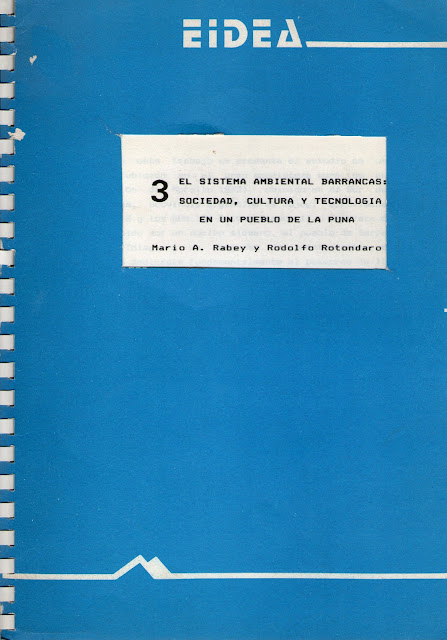 EIDEA
3
EL SISTEMA AMBIENTAL BARRANCAS:
SOCIEDAD, CULTURA Y TECNOLOGIA
EN UN PUEBLO DE LA PUNA
Mario A. Rabey y Rodolfo Rotondaro